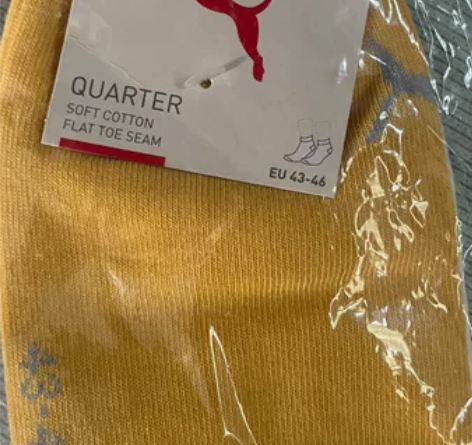 QUARTER
SOFT COTTON
FLAT TOE SEAM
EU 43-46